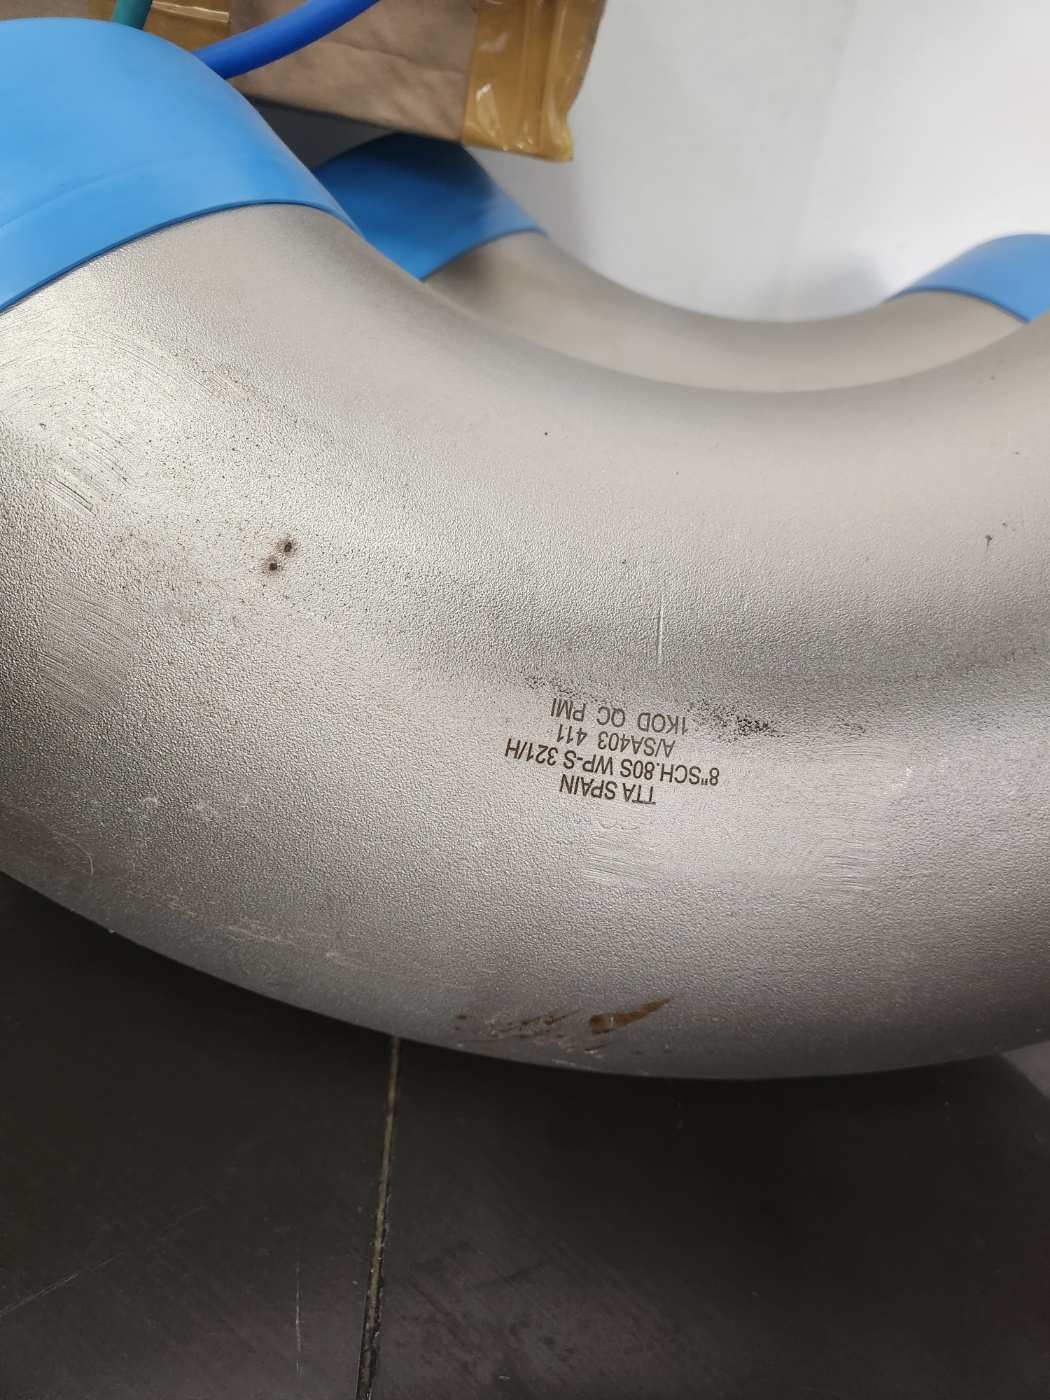 TTA SPAIN
8"SCH.80S WP-S 321/H
A/SA403 411
1KOD QC PMI